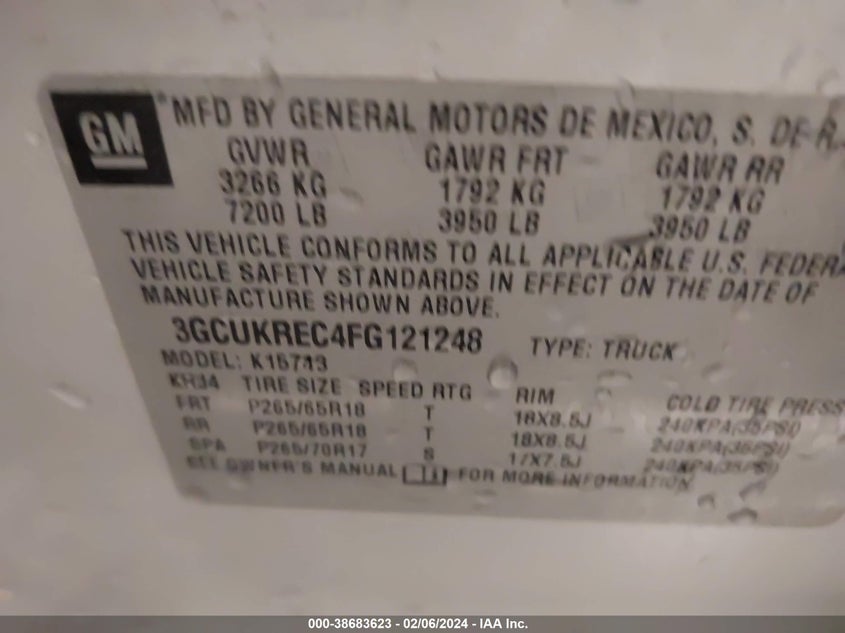 GM
MFD BY GENERAL MOTORS DE MEXICO, S. DE R.
GVWR GAWR FRT GAWR RR
3266 KG 1792 KG 1792 KG
7200 LB 3950 LB 3950 LB
THIS VEHICLE CONFORMS TO ALL APPLICABLE U.S. FEDERA
VEHICLE SAFETY STANDARDS IN EFFECT ON THE DATE OF
MANUFACTURE SHOWN ABOVE.
3GCUKREC4FG121248 TYPE: TRUCK
MODEL: K15743
TIRE SIZE SPEED RTG RIM COLD TIRE PRESS
FRT P265/65R18 T 18X8.5J 240KPA(35PSI)
RR P265/65R18 T 18X8.5J 240KPA(35PSI)
SPA P265/70R17 S 17X7.5J 240KPA(35PSI)
SEE OWNER'S MANUAL FOR MORE INFORMATION
000-38683623 - 02/06/2024 - IAA Inc.